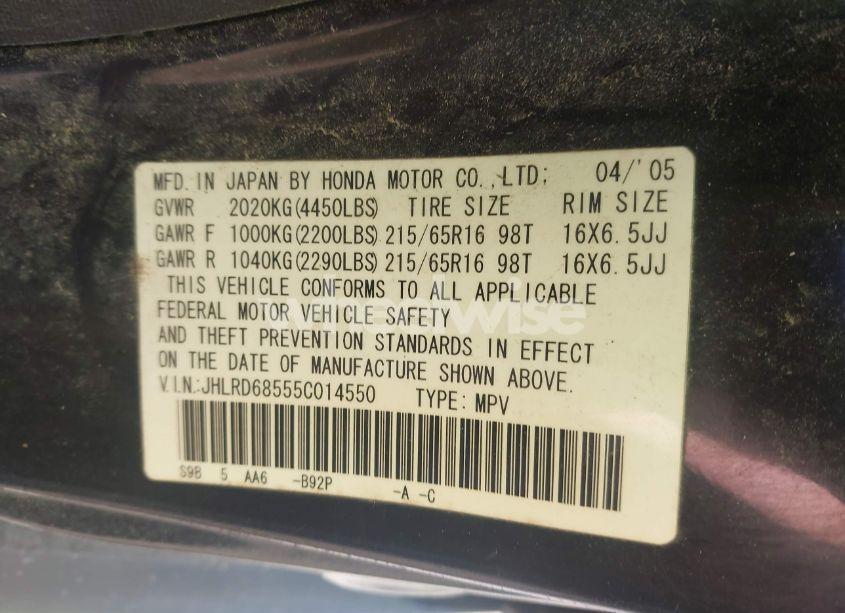 MFD. IN JAPAN BY HONDA MOTOR CO.,LTD: 04/'05
GVWR 2020KG(4450LBS) TIRE SIZE RIM SIZE
GAWR F 1000KG(2200LBS) 215/65R16 98T 16X6.5JJ
GAWR R 1040KG(2290LBS) 215/65R16 98T 16X6.5JJ
THIS VEHICLE CONFORMS TO ALL APPLICABLE
FEDERAL MOTOR VEHICLE SAFETY
AND THEFT PREVENTION STANDARDS IN EFFECT
ON THE DATE OF MANUFACTURE SHOWN ABOVE.
V.I.N.:JHLRD68555C014550 TYPE: MPV
S9B 5 AA6 -B92P -A -C